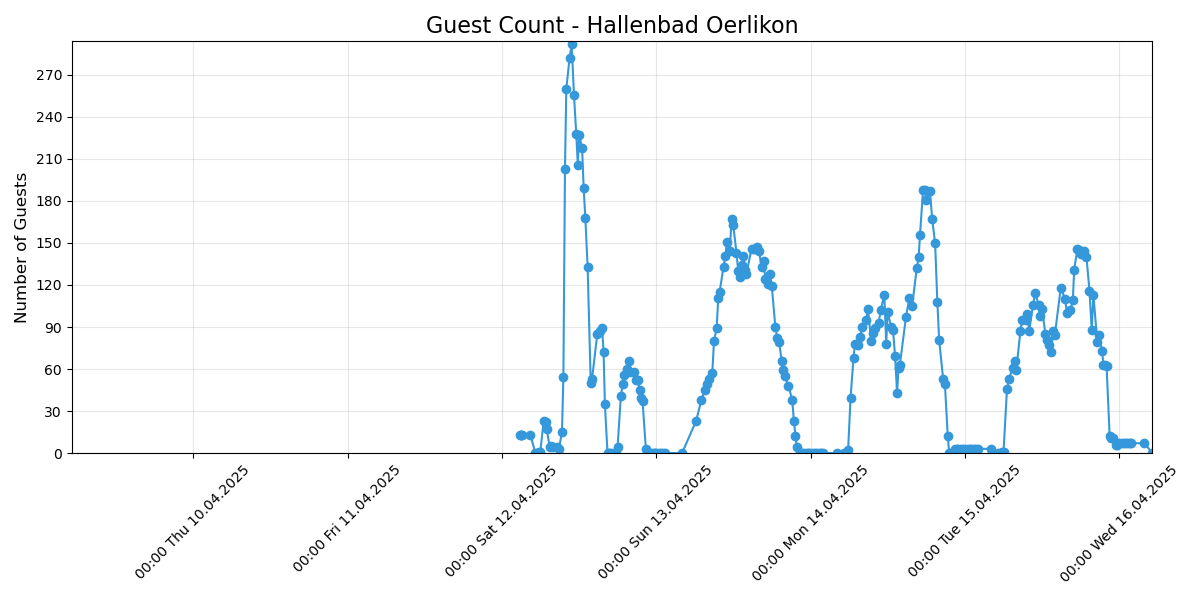 Guest Count - Hallenbad Oerlikon
Number of Guests
270
240
210
180
150
120
90
60
30
0
00:00 Thu 10.04.2025
00:00 Fri 11.04.2025
00:00 Sat 12.04.2025
00:00 Sun 13.04.2025
00:00 Mon 14.04.2025
00:00 Tue 15.04.2025
00:00 Wed 16.04.2025